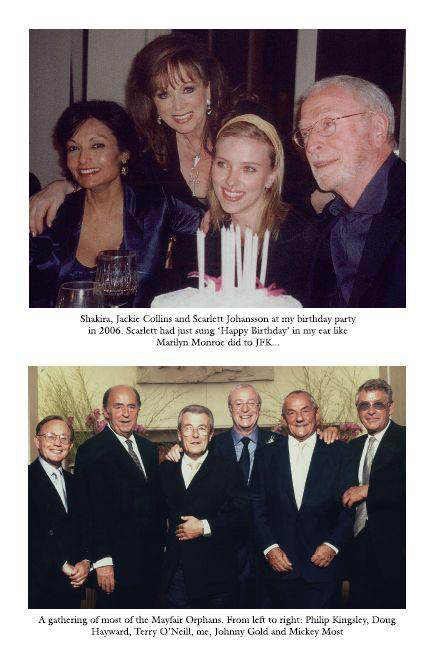 Shakira, Jackie Collins and Scarlett Johansson at my birthday party
in 2006. Scarlett had just sung ‘Happy Birthday’ in my ear like
Marilyn Monroe did to JFK...
A gathering of most of the Mayfair Orphans. From left to right: Philip Kingsley, Doug
Hayward, Terry O’Neill, me, Johnny Gold and Mickey Most